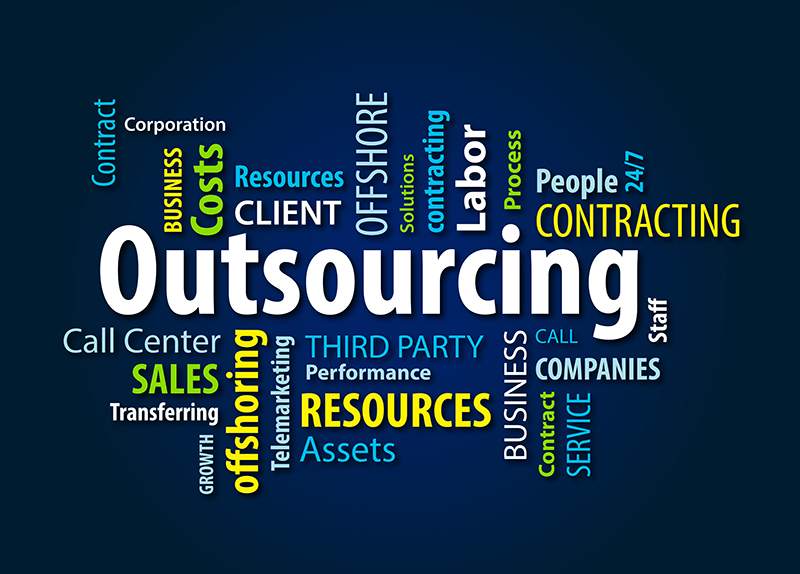 Contract
Corporation
BUSINESS
Costs
Resources
CLIENT
OFFSHORE
Solutions
contracting
Labor
Process
People
24/7
CONTRACTING
Outsourcing
Staff
Call Center
SALES
Transferring
GROWTH
offshoring
Telemarketing
THIRD PARTY
Performance
RESOURCES
Assets
BUSINESS
CALL
COMPANIES
Contract
SERVICE